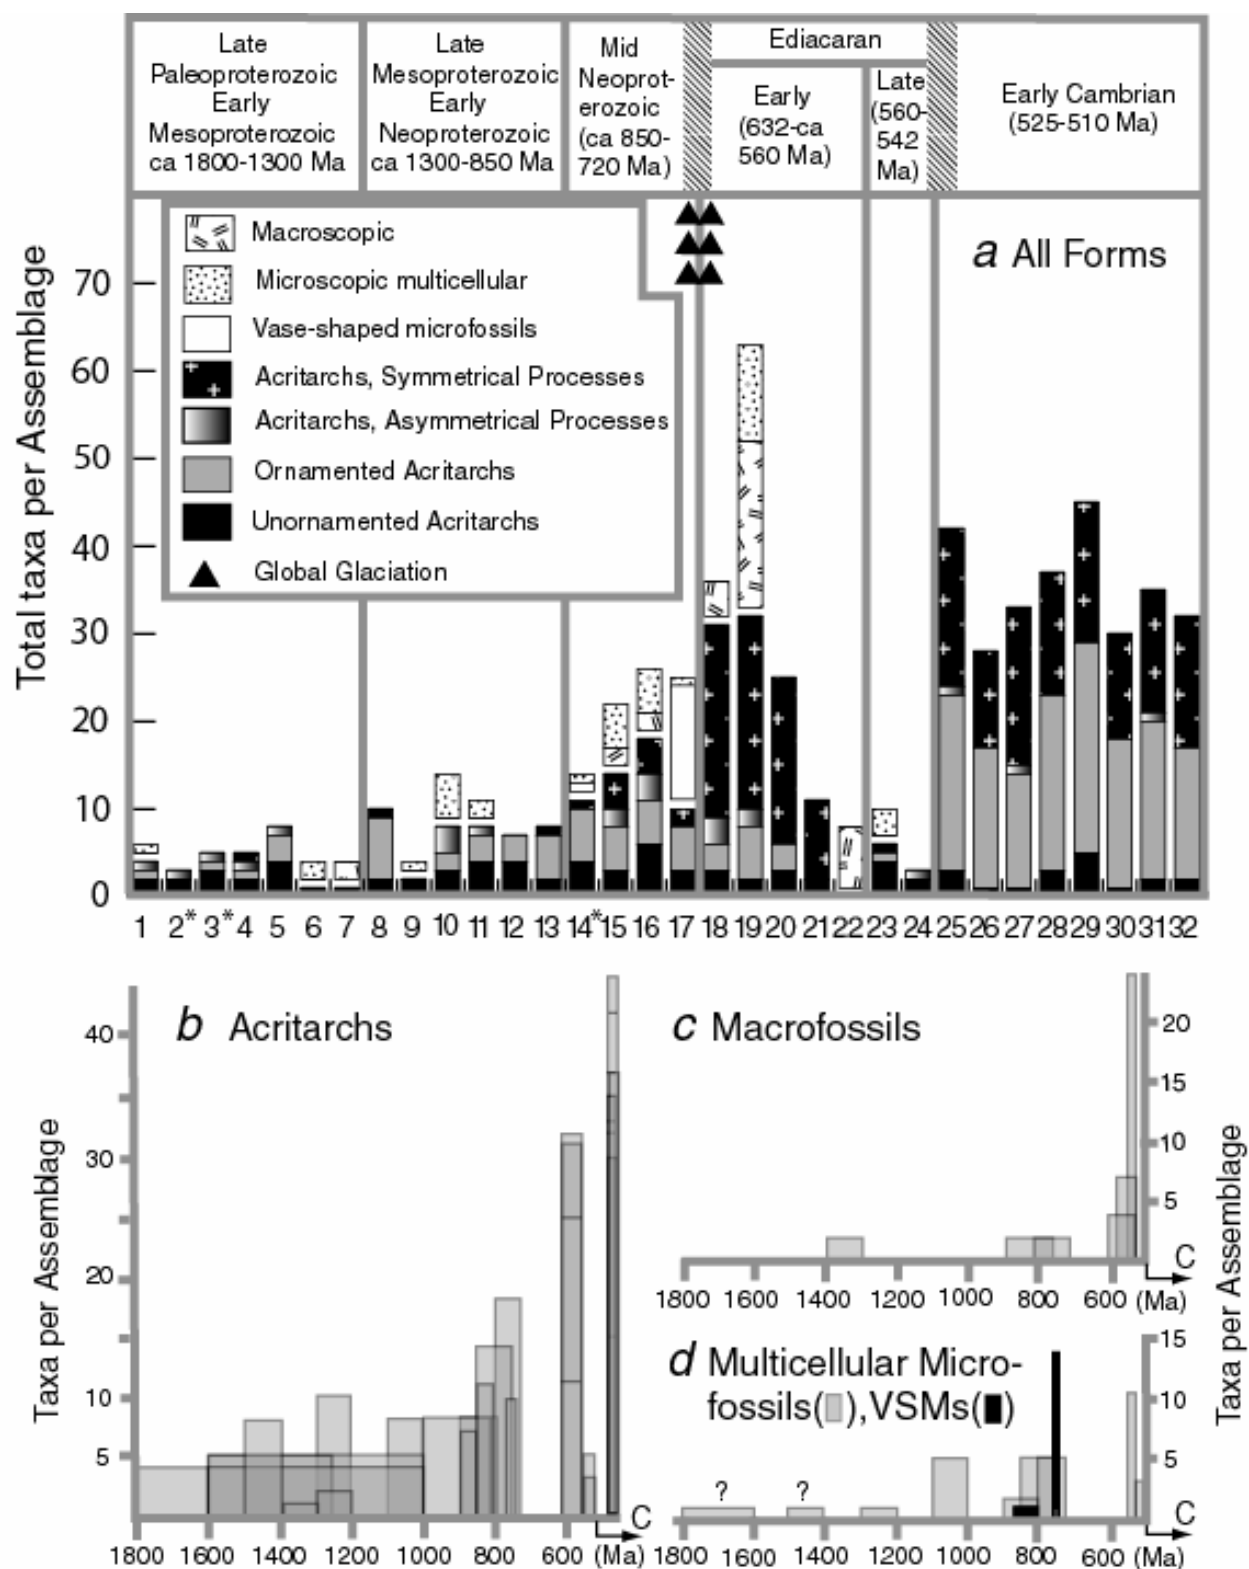 Late
Paleoproterozoic
Early
Mesoproterozoic
ca 1800-1300 Ma
Late
Mesoproterozoic
Early
Neoproterozoic
ca 1300-850 Ma
Mid
Neoprot-
erozoic
(ca 850-
720 Ma)
Ediacaran
Early
(632-ca
560 Ma)
Late
(560-
542
Ma)
Early Cambrian
(525-510 Ma)
a All Forms
Macroscopic
Microscopic multicellular
Vase-shaped microfossils
Acritarchs, Symmetrical Processes
Acritarchs, Asymmetrical Processes
Ornamented Acritarchs
Unornamented Acritarchs
Global Glaciation
Total taxa per Assemblage
70
60
50
40
30
20
10
0
1 2* 3* 4 5 6 7 8 9 10 11 12 13 14* 15 16 17 18 19 20 21 22 23 24 25 26 27 28 29 30 31 32
b Acritarchs
Taxa per Assemblage
40
30
20
10
5
C
1800 1600 1400 1200 1000 800 600 (Ma)
c Macrofossils
20
15
10
5
C
1800 1600 1400 1200 1000 800 600 (Ma)
Taxa per Assemblage
d Multicellular Micro-
fossils( ),VSMs( )
15
10
5
? ?
C
1800 1600 1400 1200 1000 800 600 (Ma)